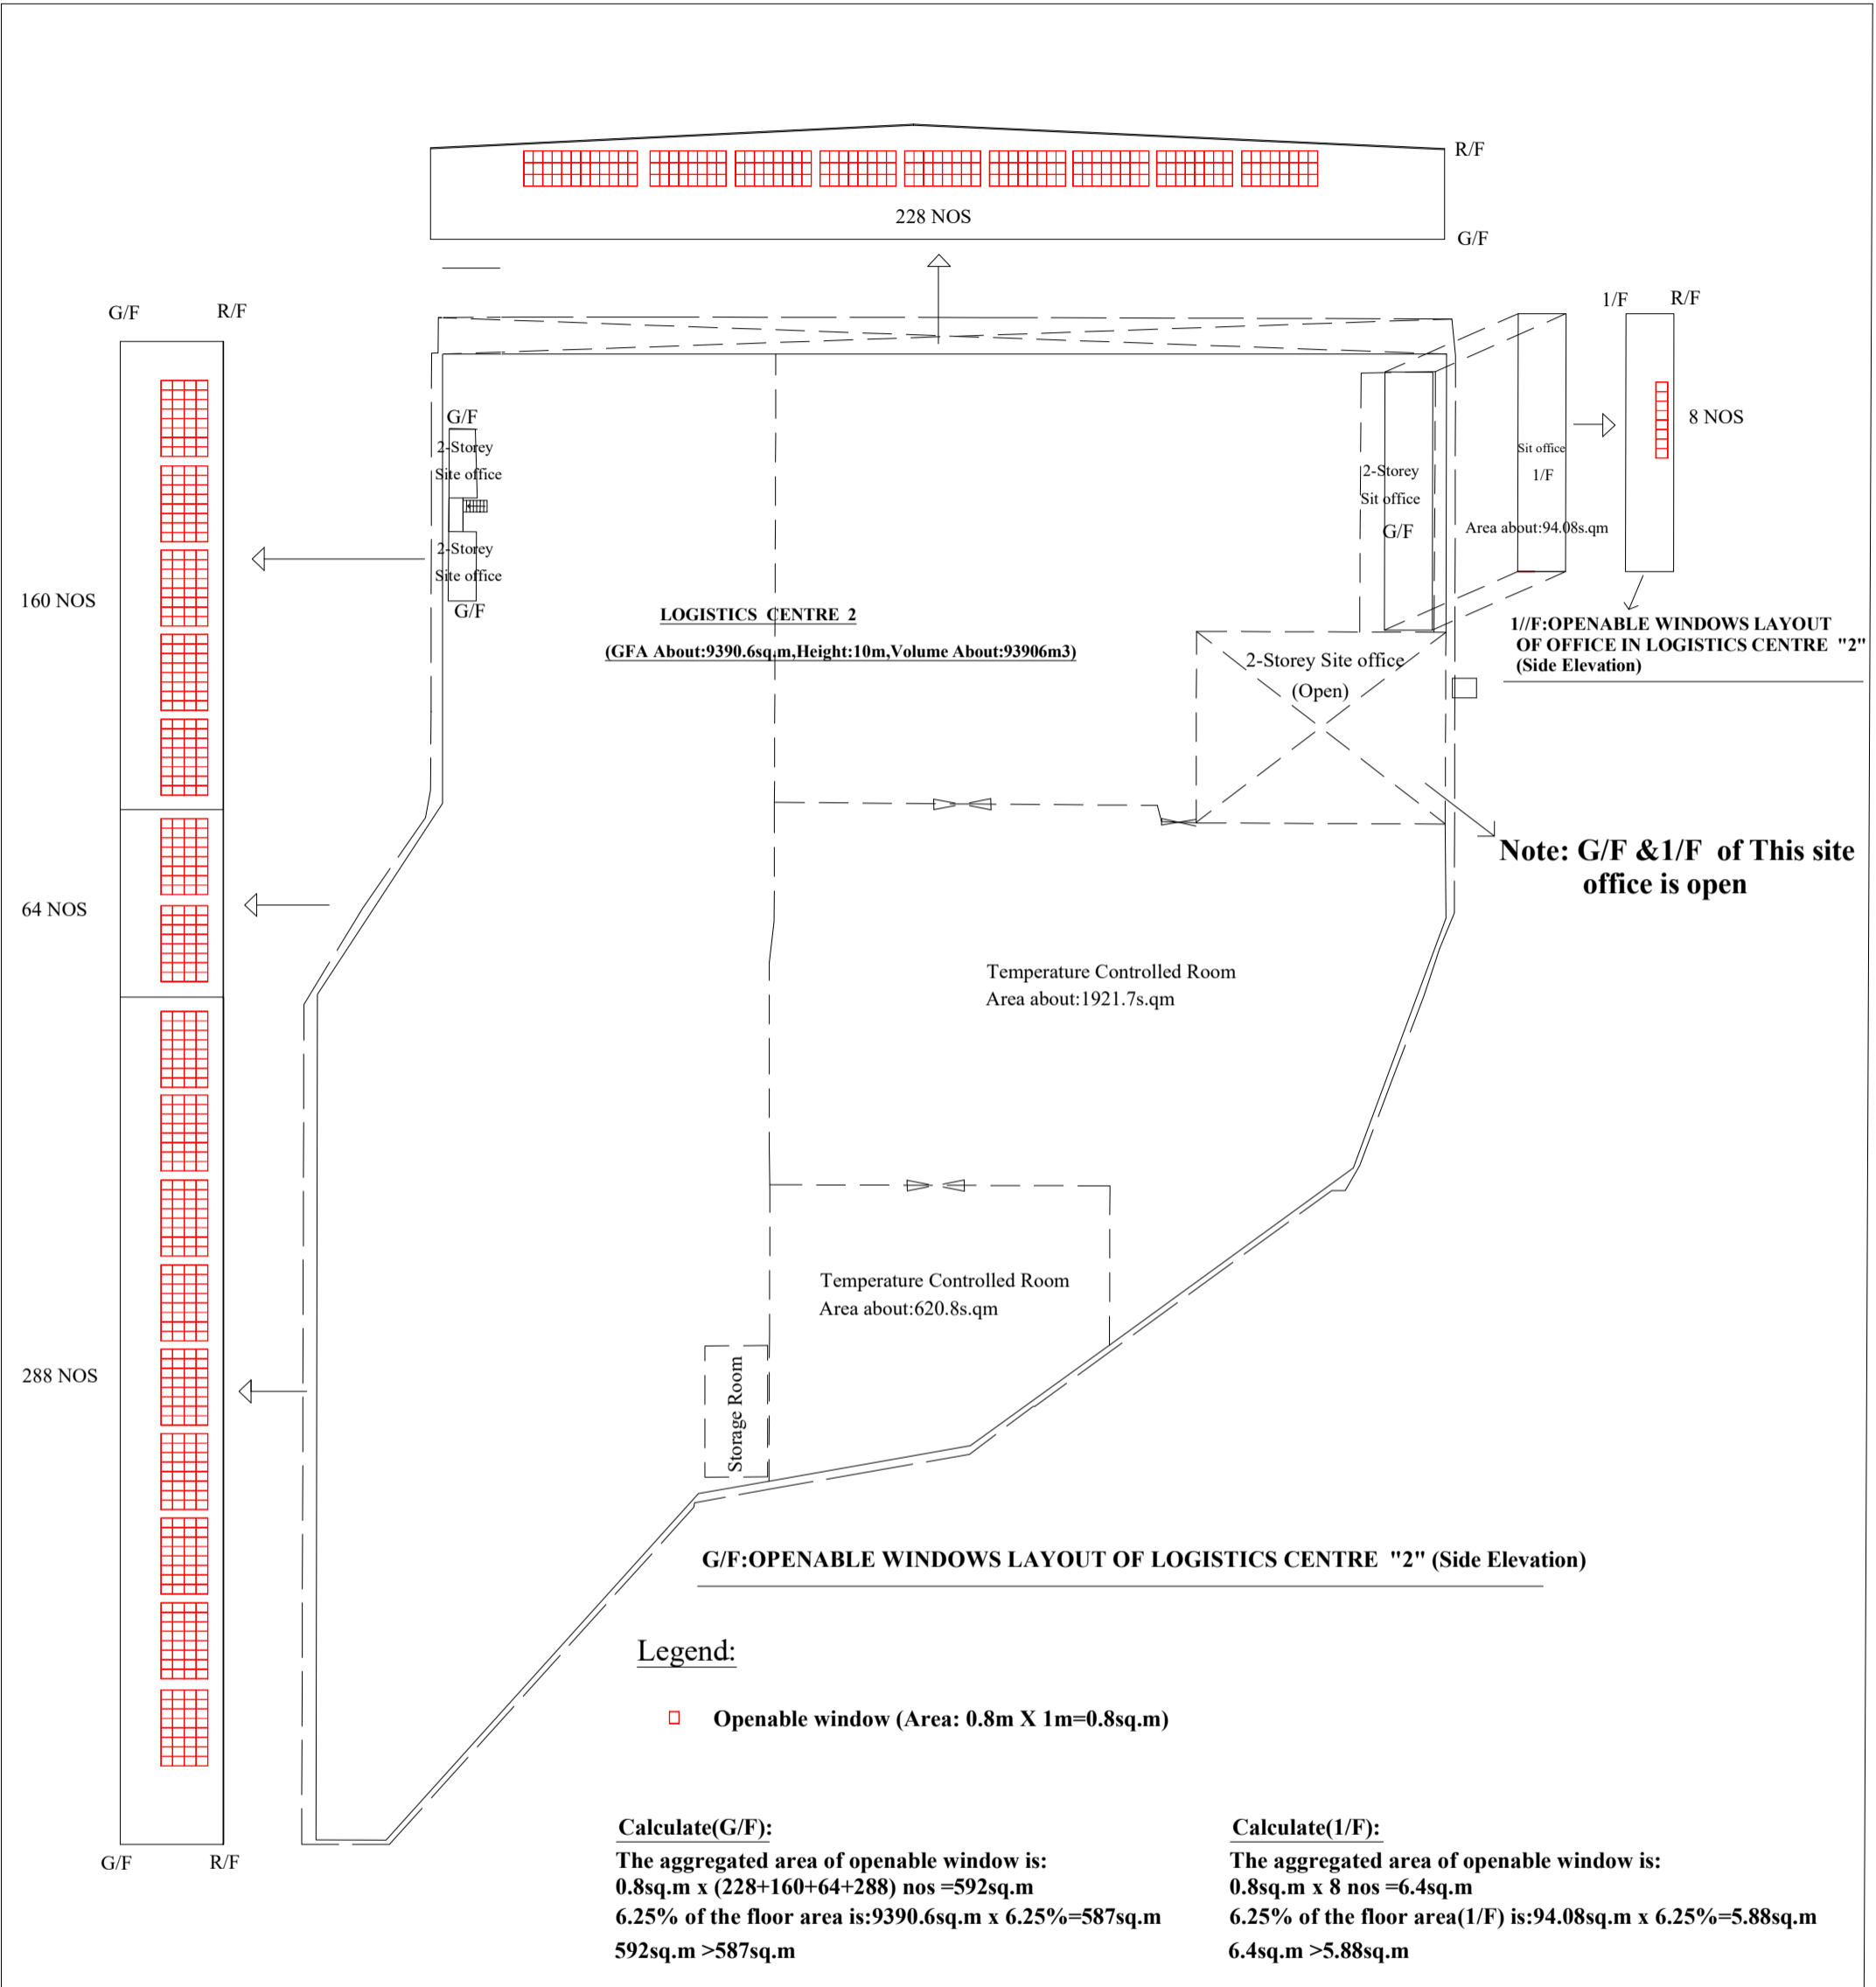 R/F
228 NOS
G/F
G/F
R/F
1/F
R/F
8 NOS
G/F
2-Storey
Site office
2-Storey
Site office
G/F
160 NOS
2-Storey
Sit office
G/F
Sit office
1/F
Area about:94.08s.qm
LOGISTICS CENTRE 2
(GFA About:9390.6sq.m,Height:10m,Volume About:93906m3)
1//F:OPENABLE WINDOWS LAYOUT
OF OFFICE IN LOGISTICS CENTRE "2"
(Side Elevation)
2-Storey Site office
(Open)
Note: G/F &1/F of This site
office is open
64 NOS
Temperature Controlled Room
Area about:1921.7s.qm
Temperature Controlled Room
Area about:620.8s.qm
288 NOS
Storage Room
G/F:OPENABLE WINDOWS LAYOUT OF LOGISTICS CENTRE "2" (Side Elevation)
Legend:
Openable window (Area: 0.8m X 1m=0.8sq.m)
G/F
R/F
Calculate(G/F):
The aggregated area of openable window is:
0.8sq.m x (228+160+64+288) nos =592sq.m
6.25% of the floor area is:9390.6sq.m x 6.25%=587sq.m
592sq.m >587sq.m
Calculate(1/F):
The aggregated area of openable window is:
0.8sq.m x 8 nos =6.4sq.m
6.25% of the floor area(1/F) is:94.08sq.m x 6.25%=5.88sq.m
6.4sq.m >5.88sq.m